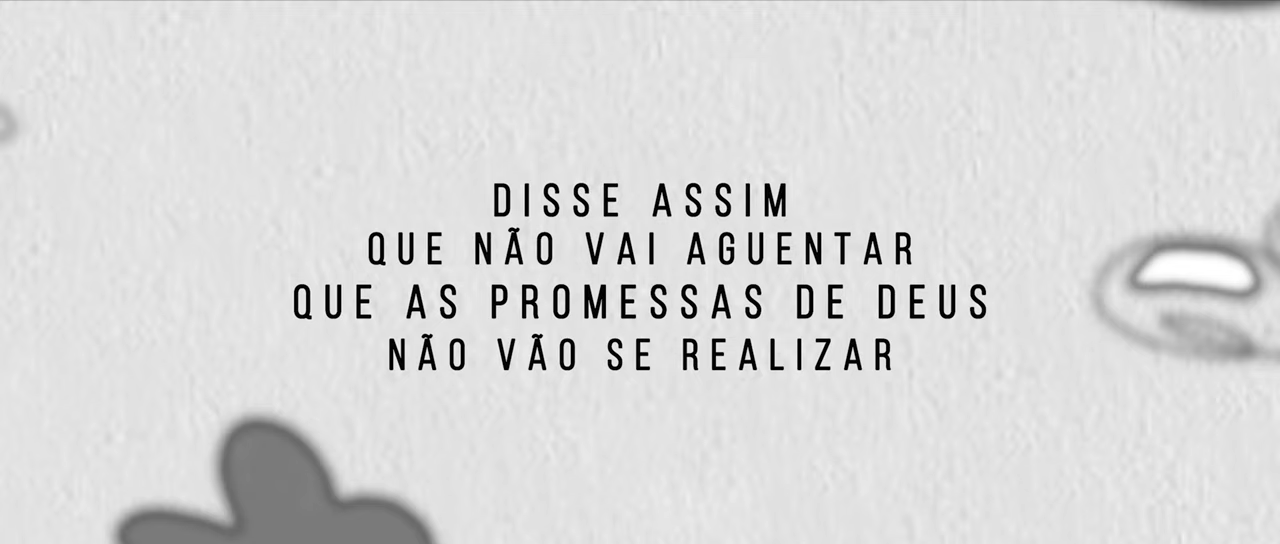 DISSE ASSIM
QUE NÃO VAI AGUENTAR
QUE AS PROMESSAS DE DEUS
NÃO VÃO SE REALIZAR